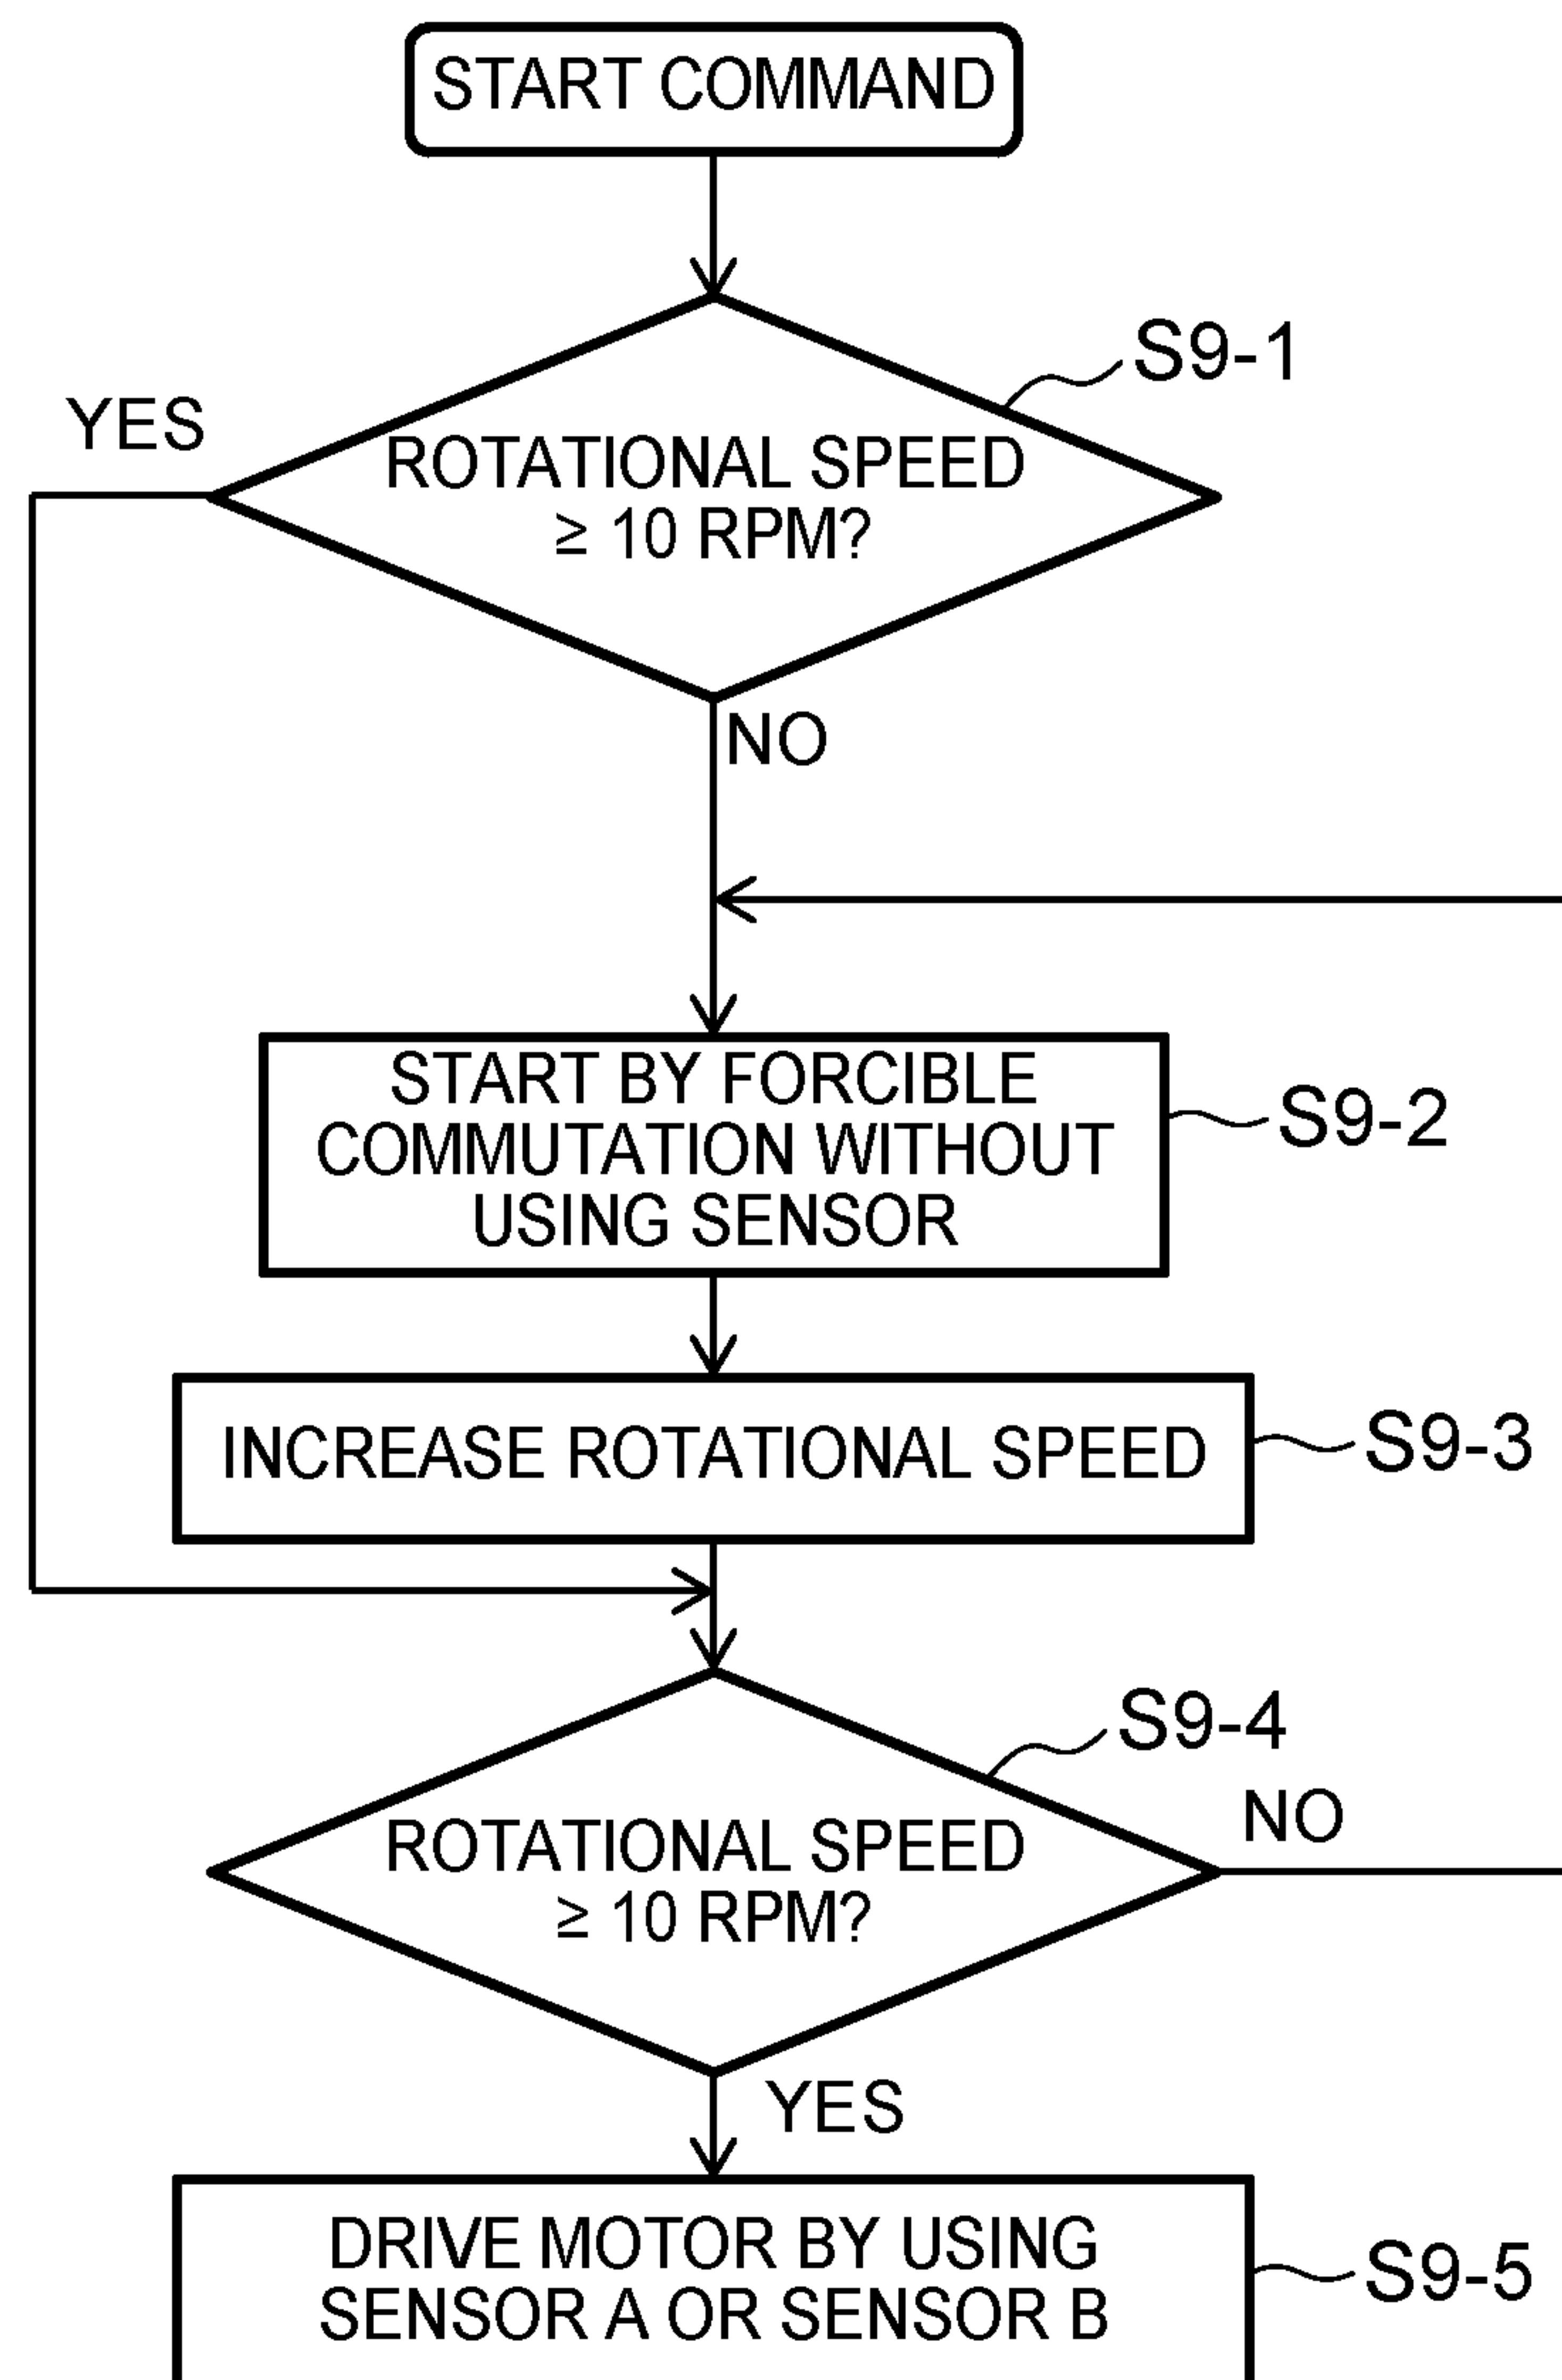 START COMMAND
S9-1
YES
ROTATIONAL SPEED
≥ 10 RPM?
NO
START BY FORCIBLE
COMMUTATION WITHOUT
USING SENSOR
S9-2
INCREASE ROTATIONAL SPEED
S9-3
S9-4
NO
ROTATIONAL SPEED
≥ 10 RPM?
YES
DRIVE MOTOR BY USING
SENSOR A OR SENSOR B
S9-5